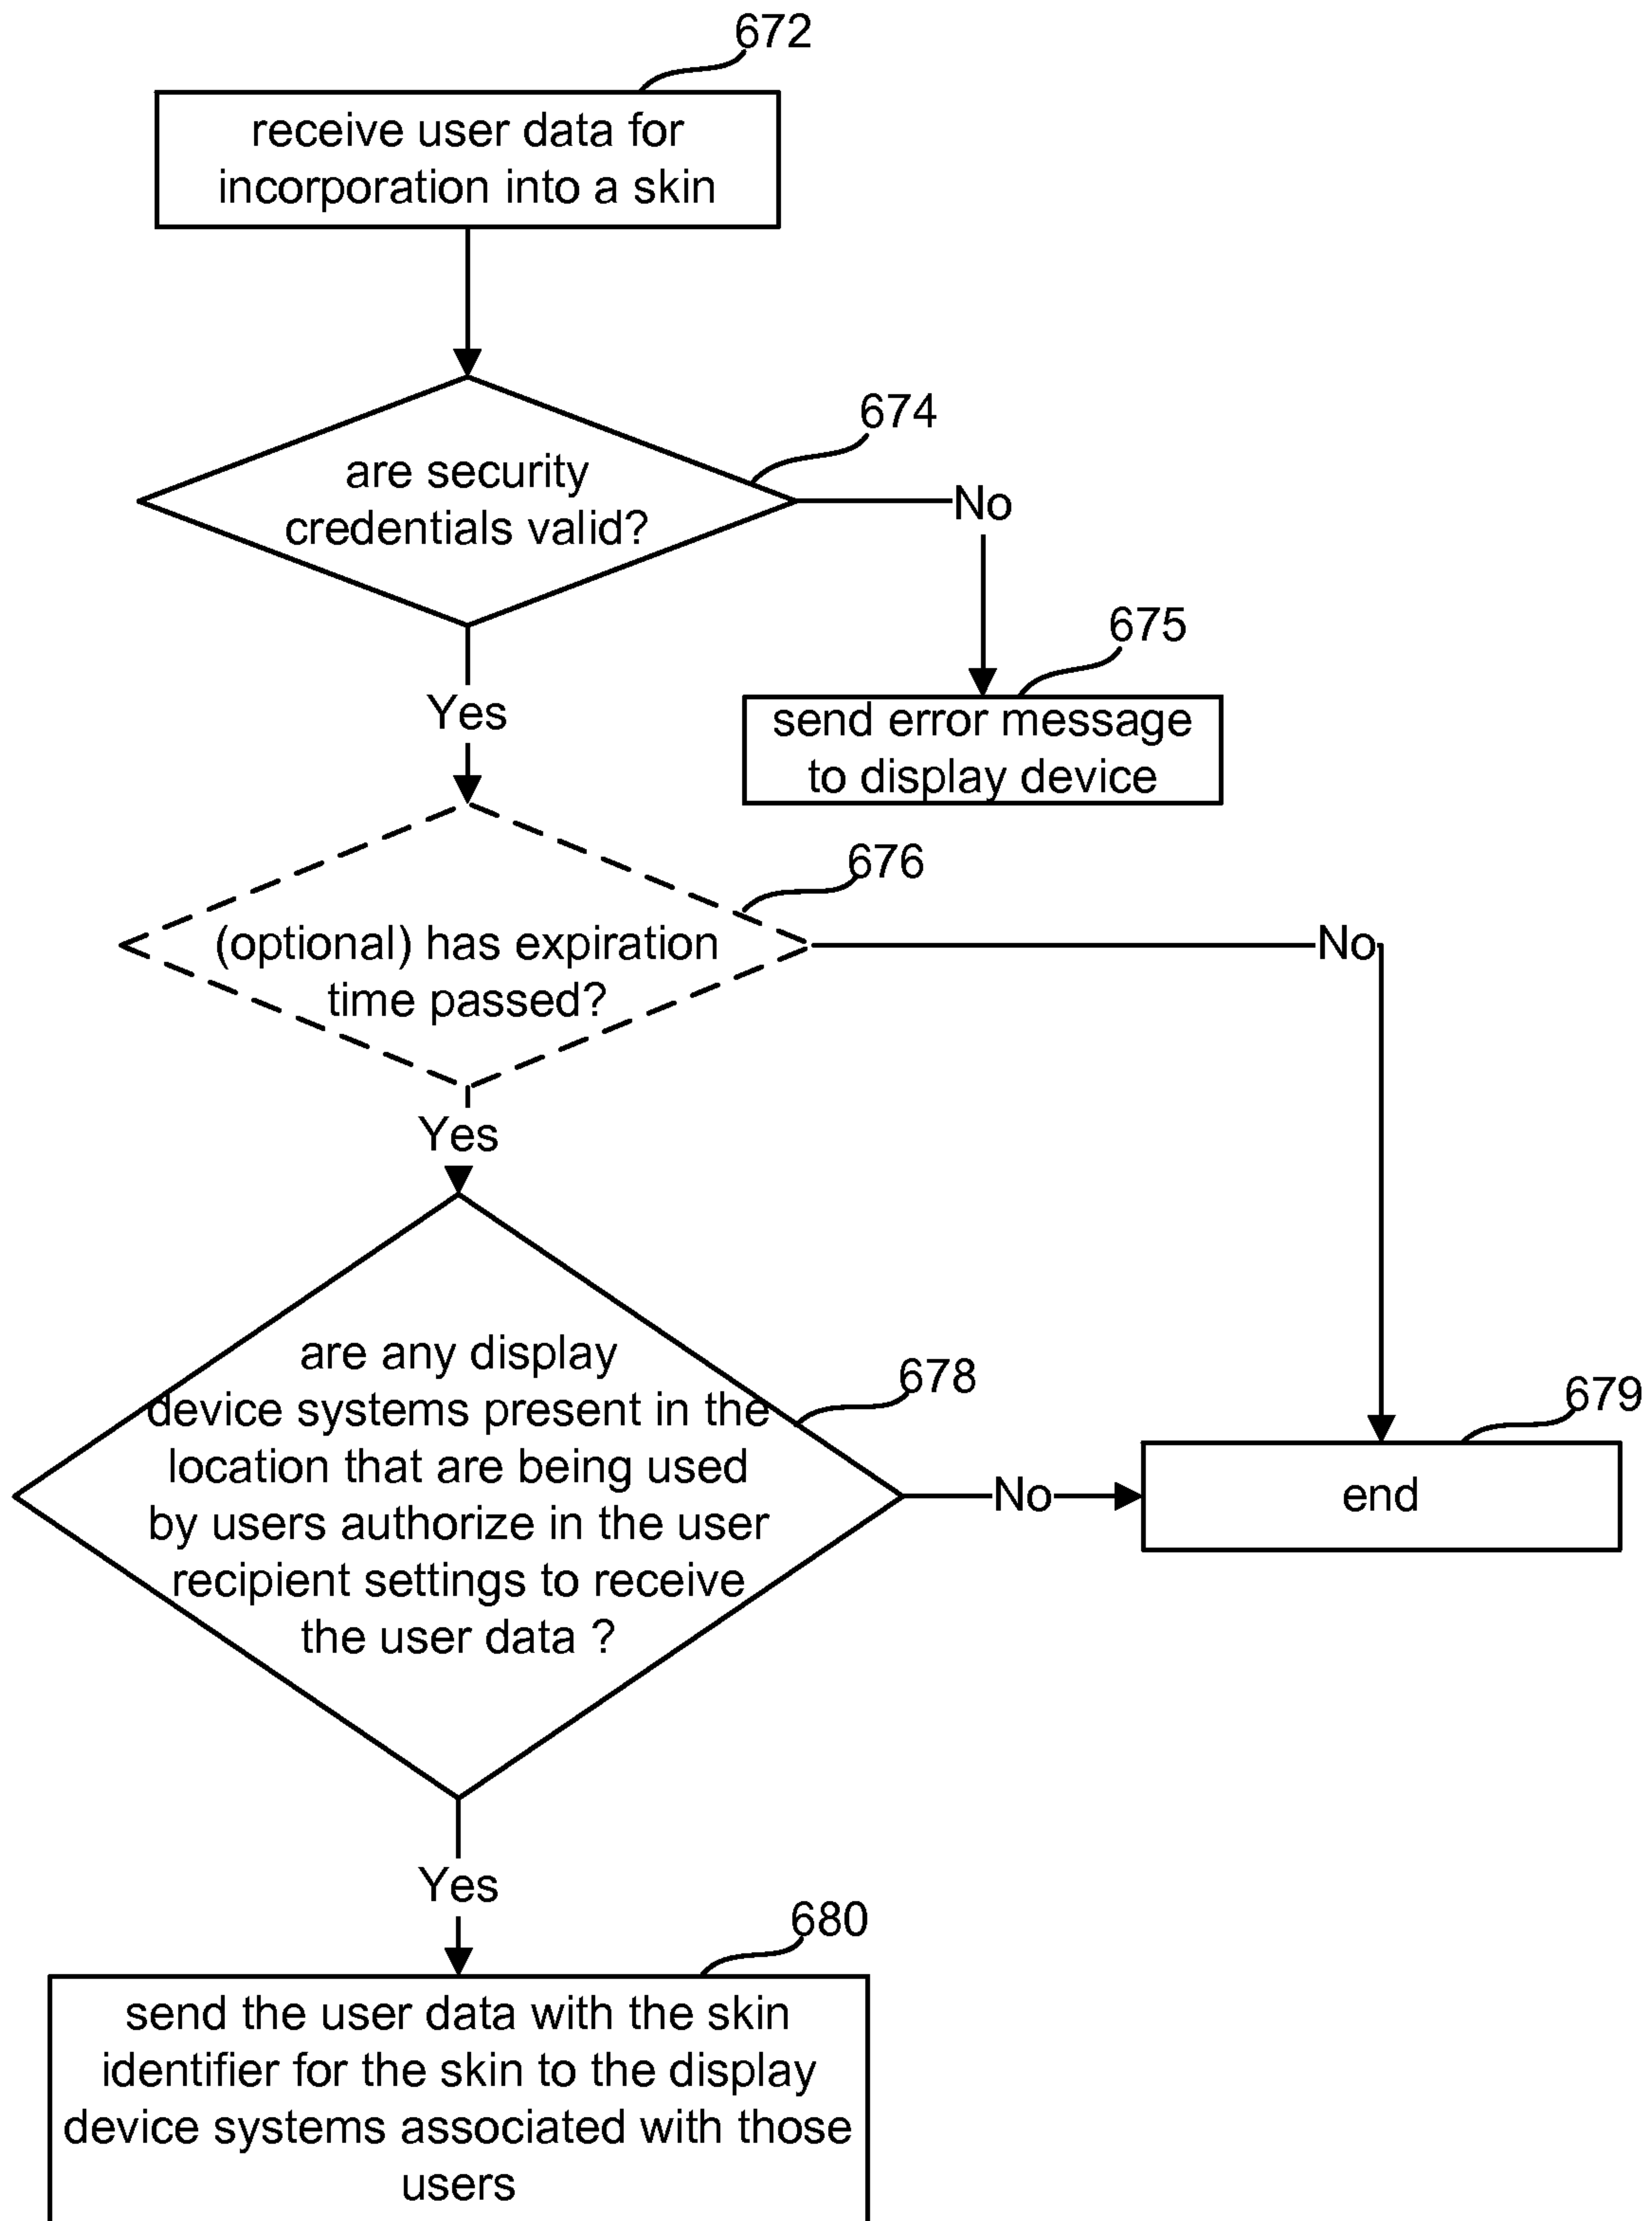 672
receive user data for
incorporation into a skin
674
are security
credentials valid?
No
675
send error message
to display device
Yes
676
(optional) has expiration
time passed?
No
Yes
678
are any display
device systems present in the
location that are being used
by users authorize in the user
recipient settings to receive
the user data ?
No
679
end
Yes
680
send the user data with the skin
identifier for the skin to the display
device systems associated with those
users